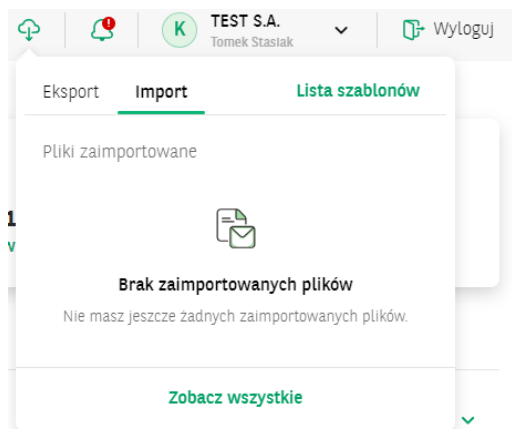 K
TEST S.A.
Tomek Stasiak
Wyloguj
Eksport Import Lista szablonów
Pliki zaimportowane
1
w
Brak zaimportowanych plików
Nie masz jeszcze żadnych zaimportowanych plików.
Zobacz wszystkie